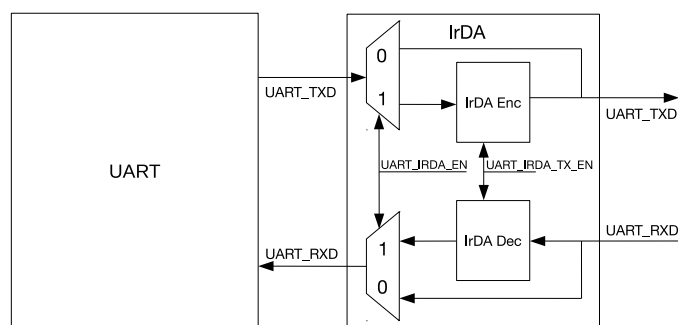 IrDA
0
UART_TXD
1
IrDA Enc
UART_TXD
UART
UART_IRDA_EN
UART_IRDA_TX_EN
UART_RXD
1
IrDA Dec
UART_RXD
0